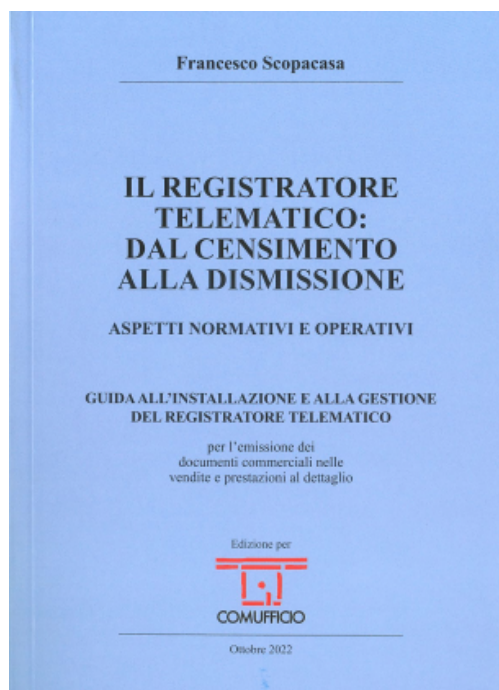 Francesco Scopacasa
IL REGISTRATORE
TELEMATICO:
DAL CENSIMENTO
ALLA DISMISSIONE
ASPETTI NORMATIVI E OPERATIVI
GUIDA ALL'INSTALLAZIONE E ALLA GESTIONE
DEL REGISTRATORE TELEMATICO
per l'emissione dei
documenti commerciali nelle
vendite e prestazioni al dettaglio
Edizione per
COMUFFICIO
Ottobre 2022